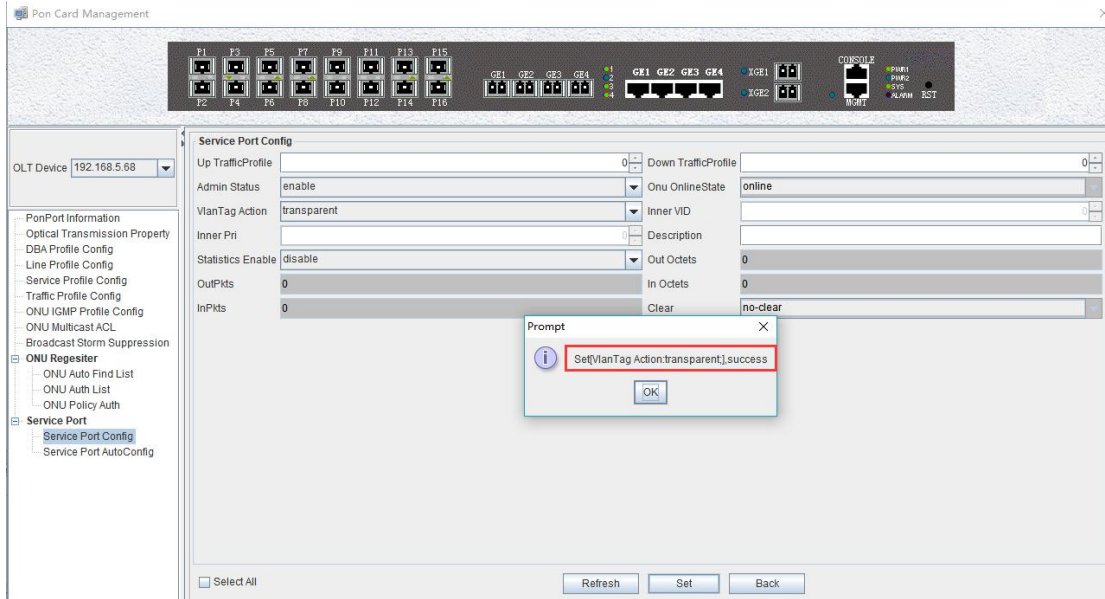 Pon Card Management
P1 P3 P5 P7 P9 P11 P13 P15
P2 P4 P6 P8 P10 P12 P14 P16
GE1 GE2 GE3 GE4
1
2
3
4
GE1 GE2 GE3 GE4
XGE1
XGE2
CONSOLE
MGMT
PWR1
PWR2
SYS
ALARM
RST
OLT Device 192.168.5.68
PonPort Information
Optical Transmission Property
DBA Profile Config
Line Profile Config
Service Profile Config
Traffic Profile Config
ONU IGMP Profile Config
ONU Multicast ACL
Broadcast Storm Suppression
ONU Regesiter
ONU Auto Find List
ONU Auth List
ONU Policy Auth
Service Port
Service Port Config
Service Port AutoConfig
Service Port Config
Up TrafficProfile 0 Down TrafficProfile 0
Admin Status enable Onu OnlineState online
VlanTag Action transparent Inner VID 0
Inner Pri 0 Description
Statistics Enable disable Out Octets 0
OutPkts 0 In Octets 0
InPkts 0 Clear no-clear
Prompt
Set[VlanTag Action:transparent;],success
OK
Select All Refresh Set Back